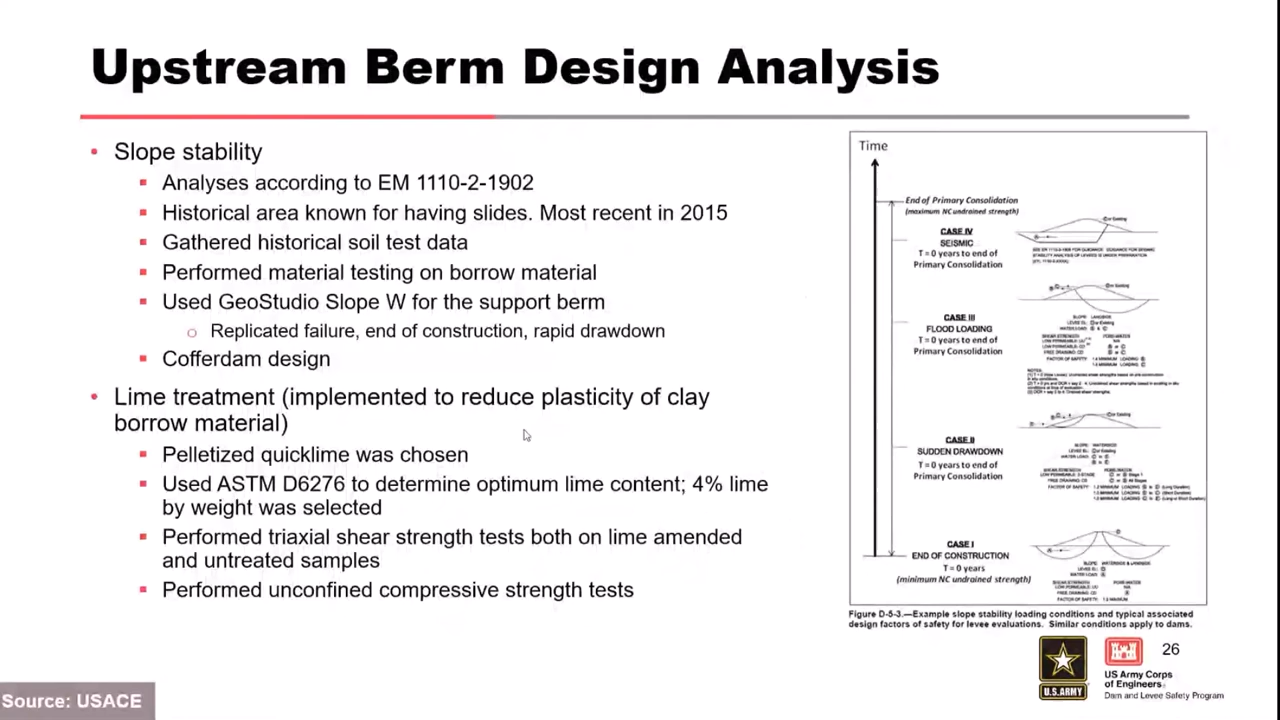 Upstream Berm Design Analysis
• Slope stability
▪ Analyses according to EM 1110-2-1902
▪ Historical area known for having slides. Most recent in 2015
▪ Gathered historical soil test data
▪ Performed material testing on borrow material
▪ Used GeoStudio Slope W for the support berm
○ Replicated failure, end of construction, rapid drawdown
▪ Cofferdam design
• Lime treatment (implemented to reduce plasticity of clay
borrow material)
▪ Pelletized quicklime was chosen
▪ Used ASTM D6276 to determine optimum lime content; 4% lime
by weight was selected
▪ Performed triaxial shear strength tests both on lime amended
and untreated samples
▪ Performed unconfined compressive strength tests
Time
End of Primary Consolidation
(maximum NC undrained strength)
CASE IV
SEISMIC
T = 0 years to end of
Primary Consolidation
CASE III
FLOOD LOADING
T = 0 years to end of
Primary Consolidation
CASE II
SUDDEN DRAWDOWN
T = 0 years to end of
Primary Consolidation
CASE I
END OF CONSTRUCTION
T = 0 years
(minimum NC undrained strength)
Figure D-5-3.—Example slope stability loading conditions and typical associated
design factors of safety for levee evaluations. Similar conditions apply to dams.
U.S.ARMY
US Army Corps
of Engineers
Dam and Levee Safety Program
26
Source: USACE